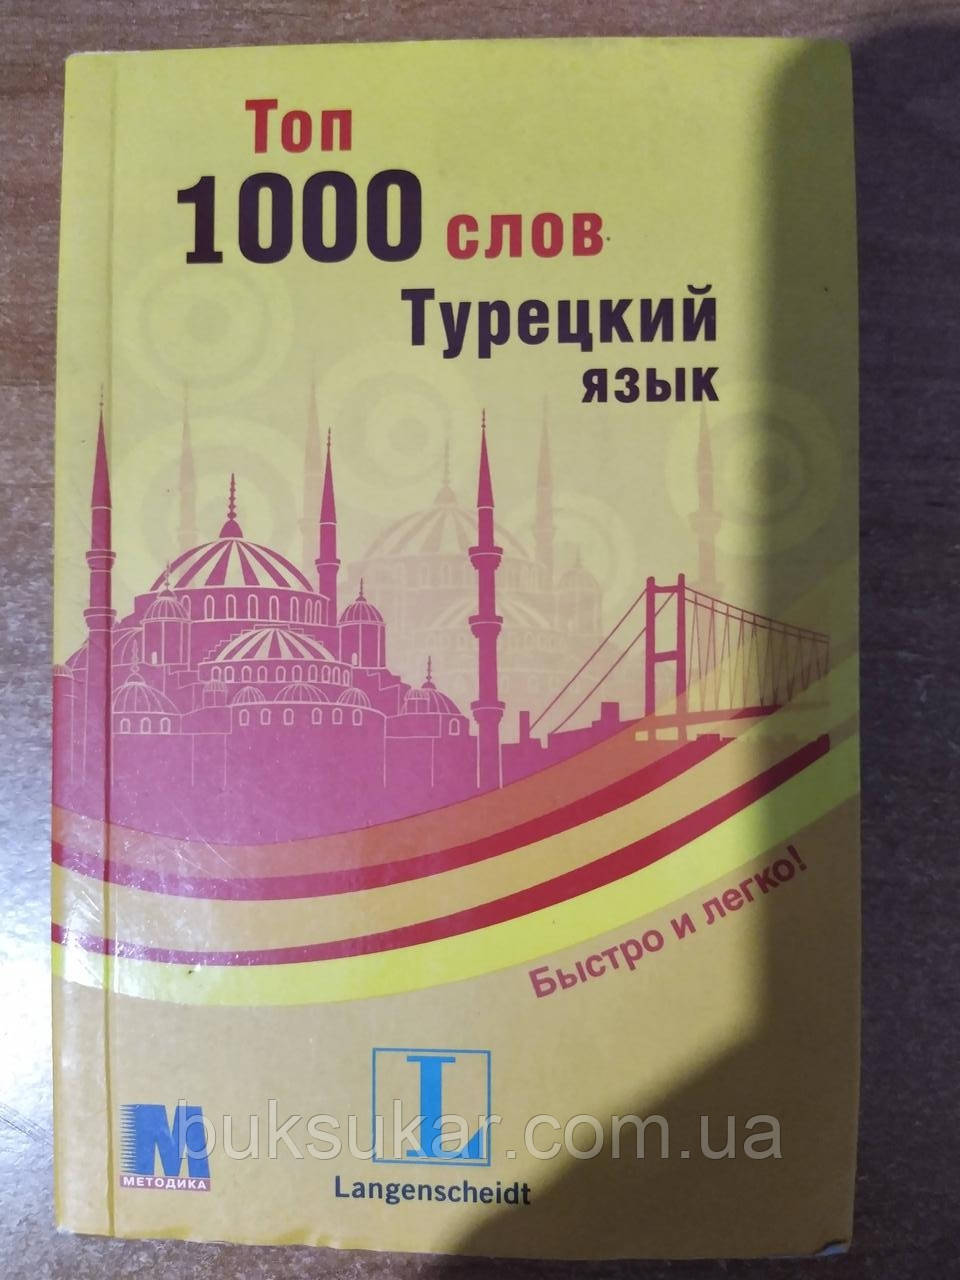 Топ
1000 слов
Турецкий
язык
Быстро и легко!
L
М
МЕТОДИКА
Langenscheidt
buksukar.com.ua